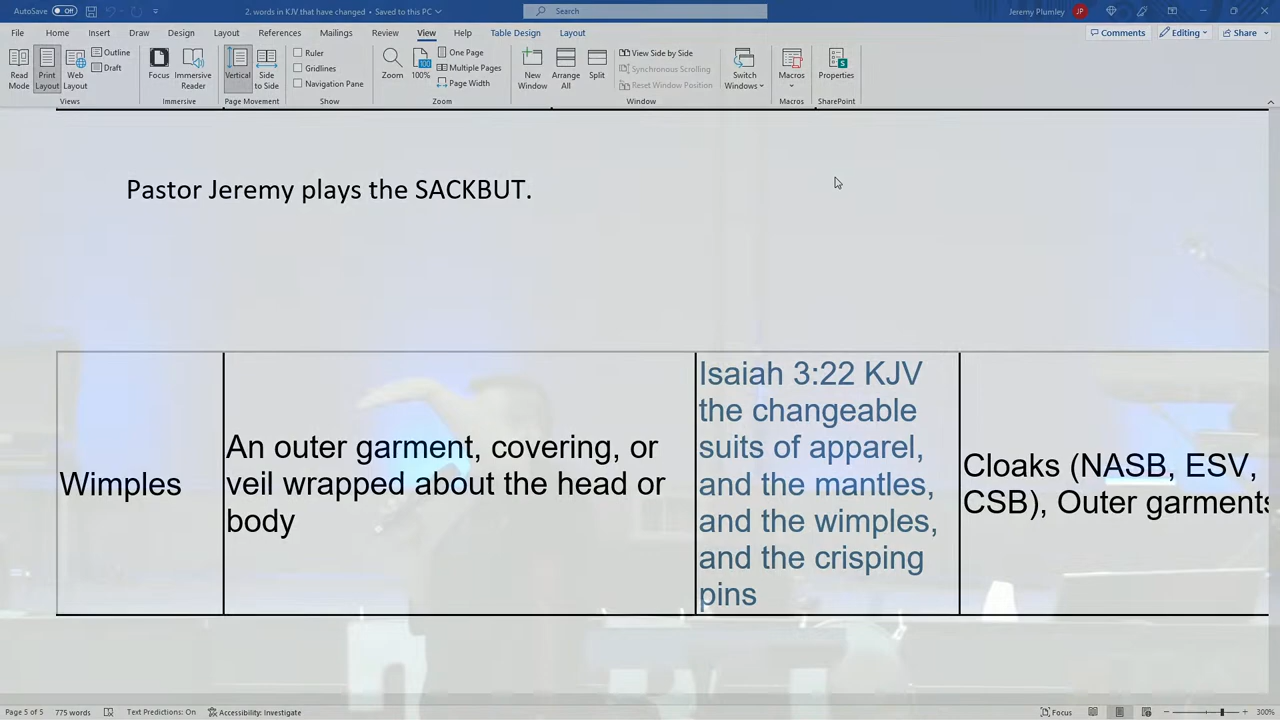 AutoSave Off
2. words in KJV that have changed • Saved to this PC
Search
Jeremy Plumley JP
File Home Insert Draw Design Layout References Mailings Review View Help Table Design Layout
Comments Editing Share
Read Mode
Print Layout
Web Layout
Outline
Draft
Views
Focus
Immersive Reader
Immersive
Vertical
Side to Side
Page Movement
Ruler
Gridlines
Navigation Pane
Show
Zoom
100
100%
One Page
Multiple Pages
Page Width
Zoom
New Window
Arrange All
Split
View Side by Side
Synchronous Scrolling
Reset Window Position
Window
Switch Windows
Macros
Macros
Properties
SharePoint
Pastor Jeremy plays the SACKBUT.
Wimples
An outer garment, covering, or
veil wrapped about the head or
body
Isaiah 3:22 KJV
the changeable
suits of apparel,
and the mantles,
and the wimples,
and the crisping
pins
Cloaks (NASB, ESV,
CSB), Outer garments
Page 5 of 5 775 words Text Predictions: On Accessibility: Investigate
Focus 300%